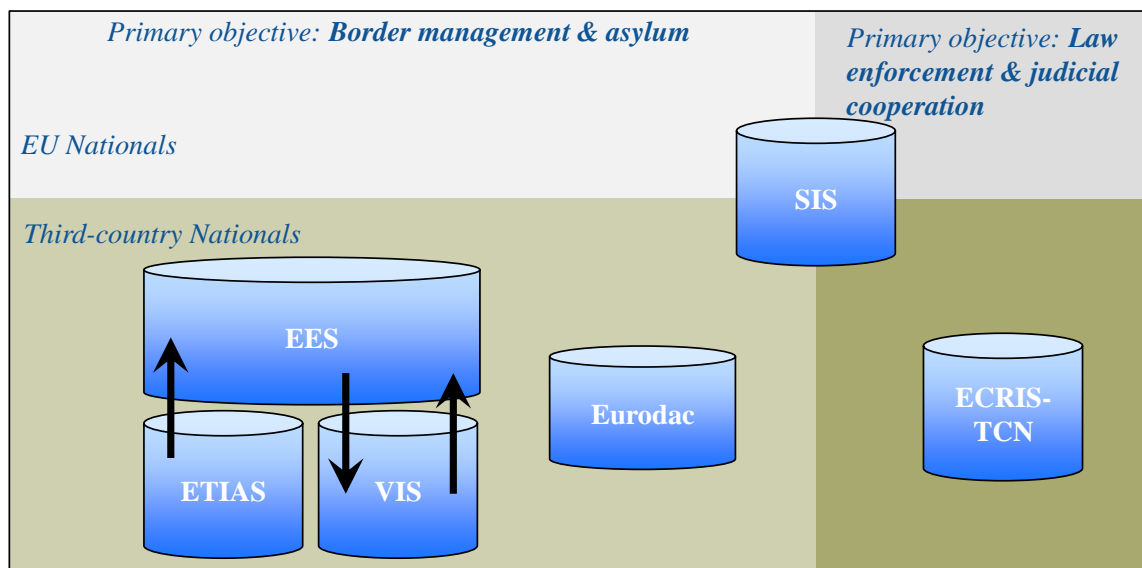 Primary objective: Border management & asylum
Primary objective: Law
enforcement & judicial
cooperation
EU Nationals
SIS
Third-country Nationals
EES
Eurodac
ECRIS-
TCN
ETIAS
VIS